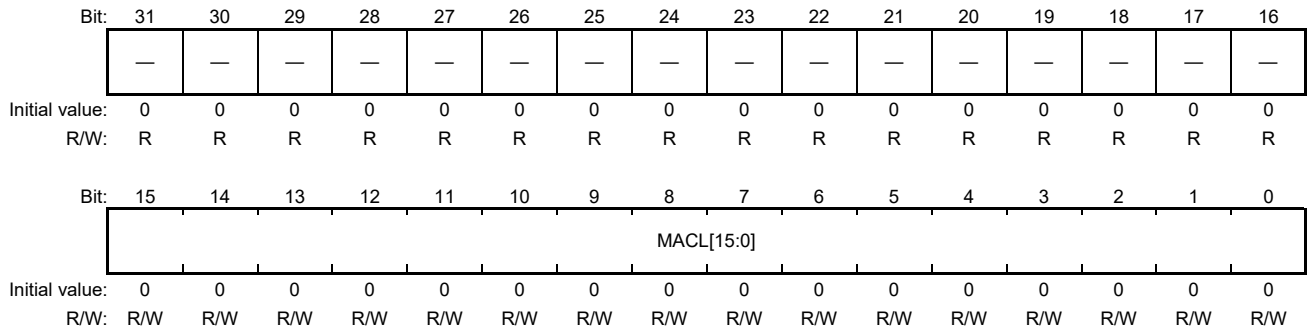 Bit: 31 30 29 28 27 26 25 24 23 22 21 20 19 18 17 16
— — — — — — — — — — — — — — — —
Initial value: 0 0 0 0 0 0 0 0 0 0 0 0 0 0 0 0
R/W: R R R R R R R R R R R R R R R R
Bit: 15 14 13 12 11 10 9 8 7 6 5 4 3 2 1 0
MACL[15:0]
Initial value: 0 0 0 0 0 0 0 0 0 0 0 0 0 0 0 0
R/W: R/W R/W R/W R/W R/W R/W R/W R/W R/W R/W R/W R/W R/W R/W R/W R/W